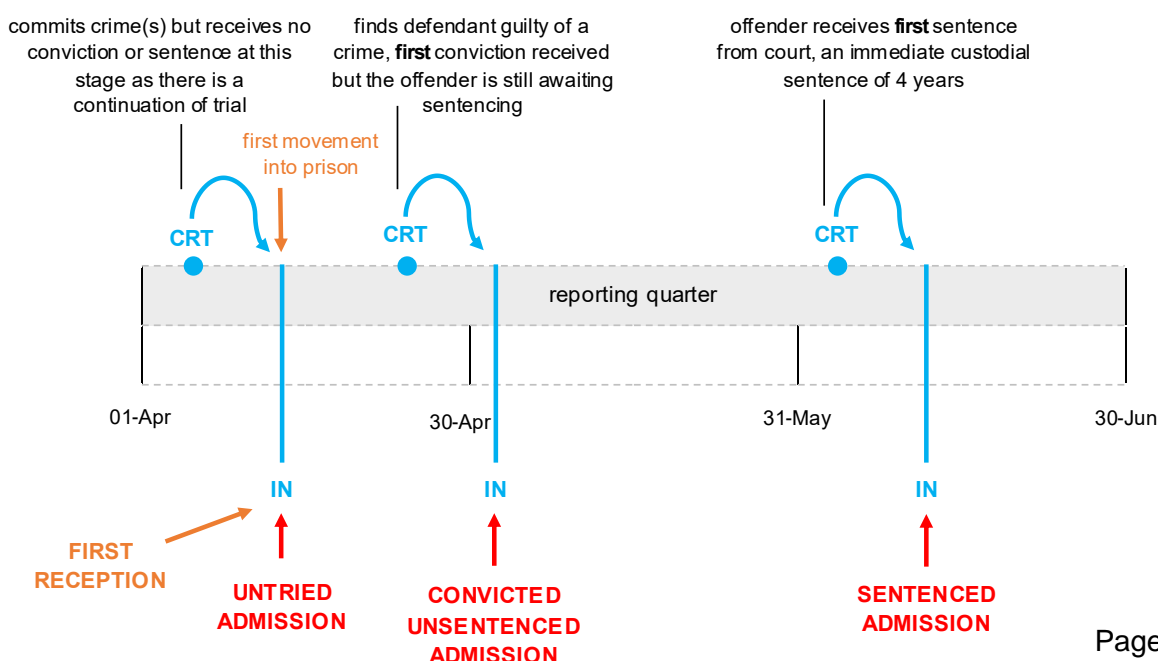 commits crime(s) but receives no
conviction or sentence at this
stage as there is a
continuation of trial
finds defendant guilty of a
crime, first conviction received
but the offender is still awaiting
sentencing
offender receives first sentence
from court, an immediate custodial
sentence of 4 years
first movement
into prison
CRT
CRT
CRT
reporting quarter
01-Apr
30-Apr
31-May
30-Jun
IN
IN
IN
FIRST
RECEPTION
UNTRIED
ADMISSION
CONVICTED
UNSENTENCED
ADMISSION
SENTENCED
ADMISSION
Page